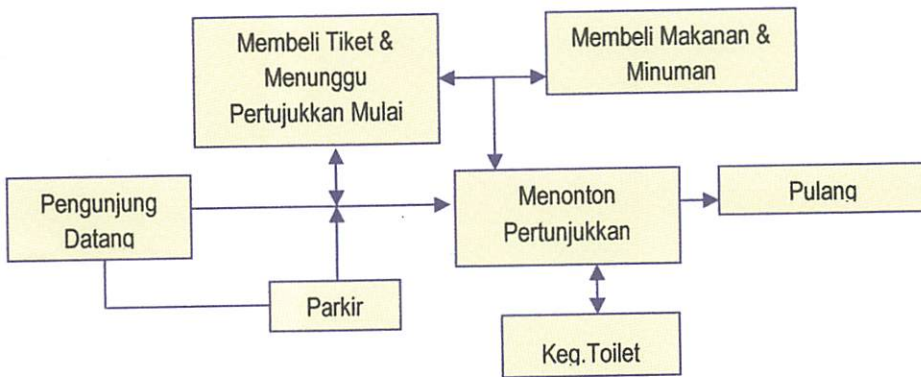 Membeli Tiket &
Menunggu
Pertujukkan Mulai
Membeli Makanan &
Minuman
Pengunjung
Datang
Menonton
Pertunjukkan
Pulang
Parkir
Keg.Toilet